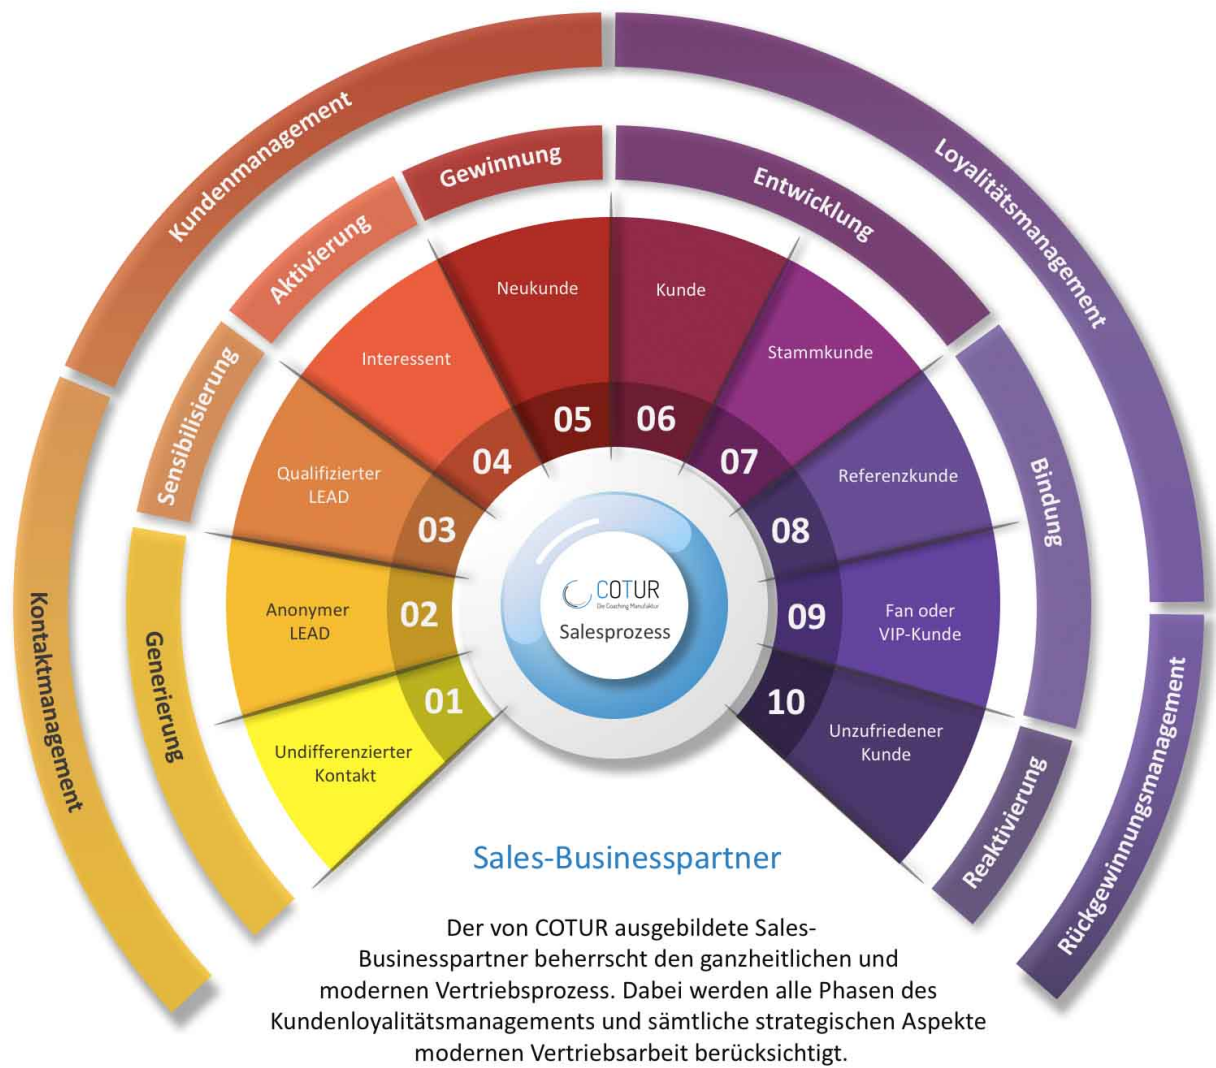 Kontaktmanagement
Kundenmanagement
Loyalitätsmanagement
Rückgewinnungsmanagement
Generierung
Sensibilisierung
Aktivierung
Gewinnung
Entwicklung
Bindung
Reaktivierung
Undifferenzierter
Kontakt
01
Anonymer
LEAD
02
Qualifizierter
LEAD
03
Interessent
04
Neukunde
05
Kunde
06
Stammkunde
07
Referenzkunde
08
Fan oder
VIP-Kunde
09
Unzufriedener
Kunde
10
COTUR
Die Coaching Manufaktur
Salesprozess
Sales-Businesspartner
Der von COTUR ausgebildete Sales-
Businesspartner beherrscht den ganzheitlichen und
modernen Vertriebsprozess. Dabei werden alle Phasen des
Kundenloyalitätsmanagements und sämtliche strategischen Aspekte
modernen Vertriebsarbeit berücksichtigt.